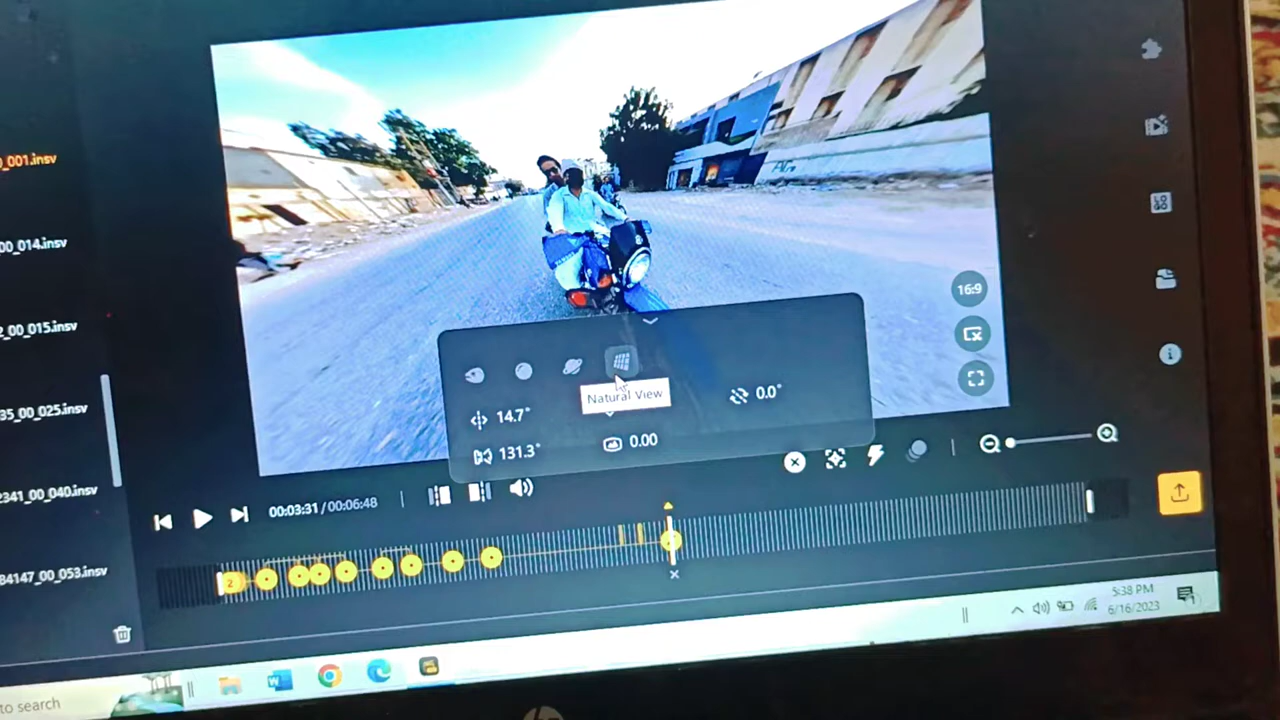 _001.insv
00_014.insv
2_00_015.insv
35_00_025.insv
2341_00_040.insv
84147_00_053.insv
16:9
Natural View
14.7°
0.0°
131.3°
0.00
00:03:31 / 00:06:48
2
to search
5:38 PM
6/16/2023
hp